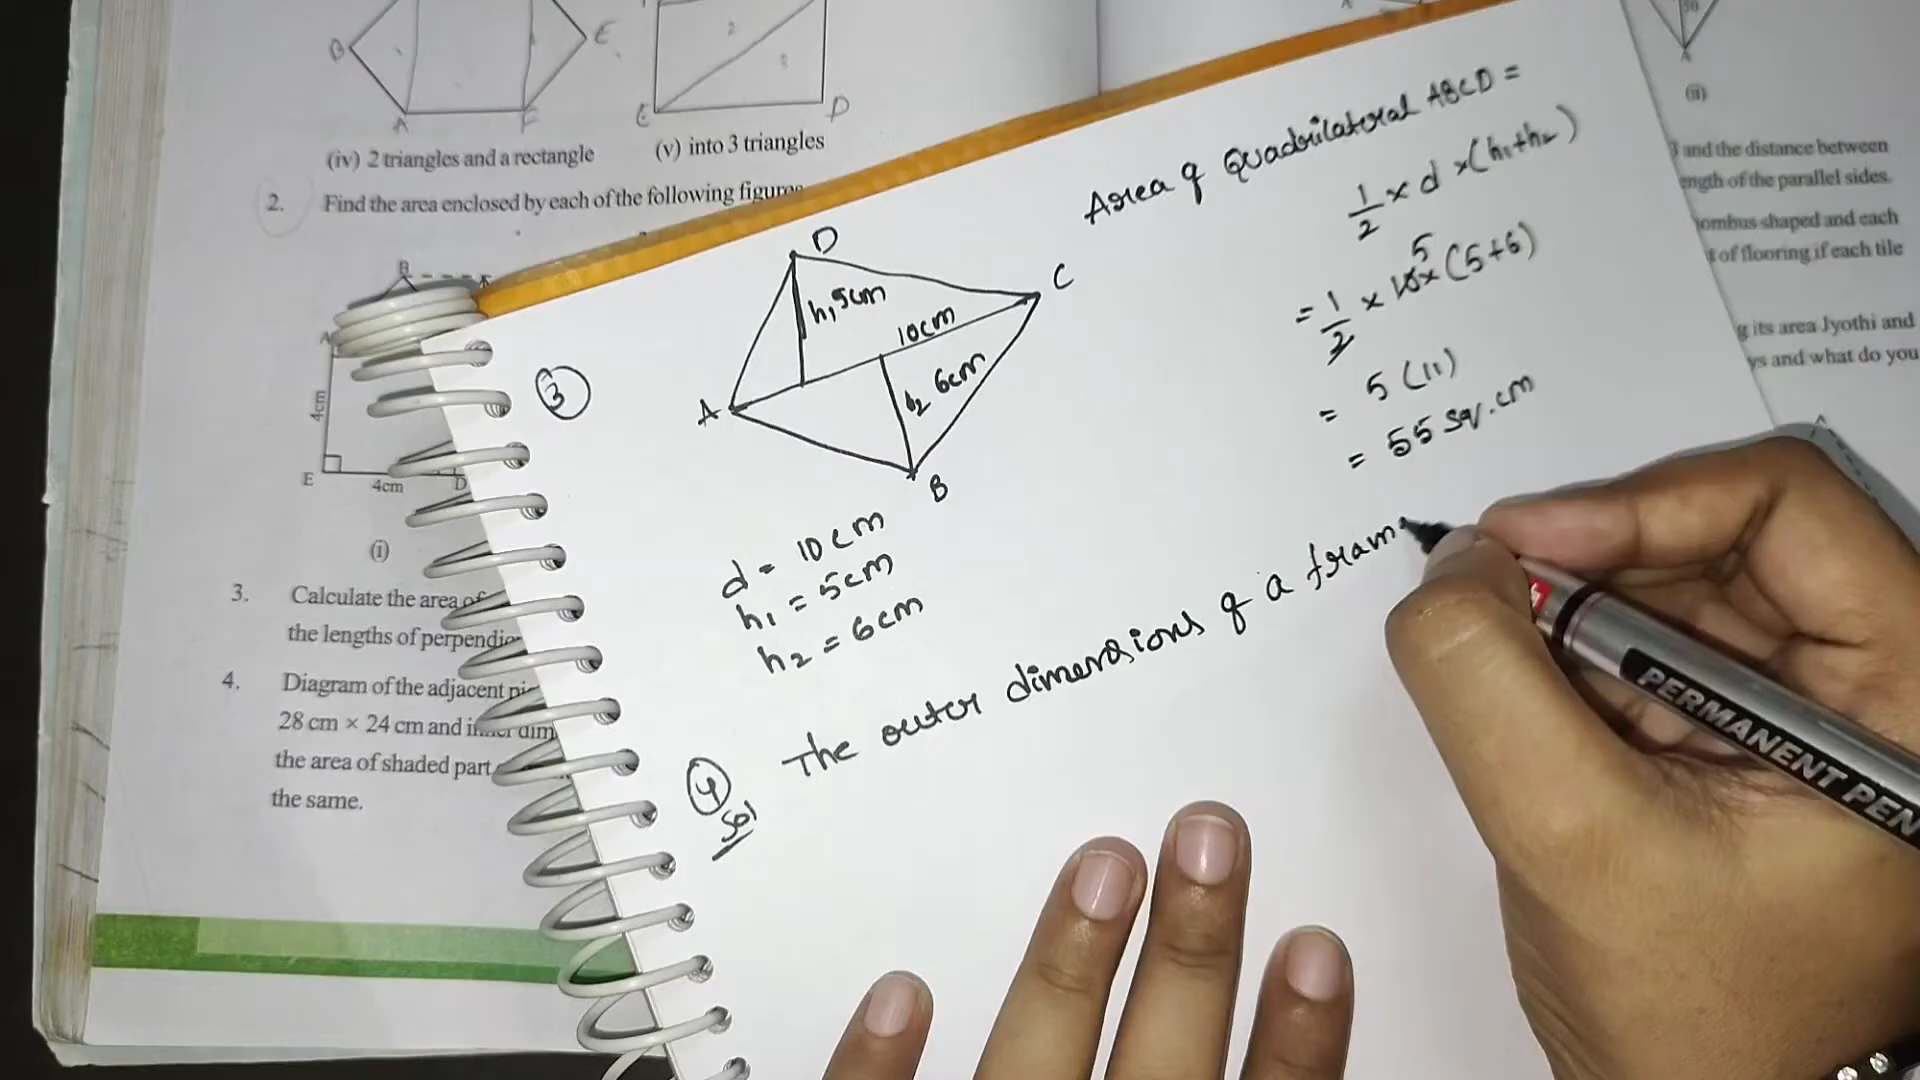 B
E
A
F
E
D
2
3
(iv) 2 triangles and a rectangle
(v) into 3 triangles
2. Find the area enclosed by each of the following figures
B
A
4cm
E
4cm
D
(i)
3. Calculate the area of
the lengths of perpendic
4. Diagram of the adjacent pi
28 cm × 24 cm and inner dim
the area of shaded part
the same.
3
D
C
A
B
h₁ 5cm
10cm
h₂ 6cm
d = 10cm
h₁ = 5cm
h₂ = 6cm
Area of Quadrilateral ABCD =
1/2 × d × (h₁+h₂)
5
= 1/2 × 10 × (5+6)
= 5 (11)
= 55 sq.cm
4
Sol
The outer dimensions of a fram
PERMANENT PEN
30
A
(ii)
3 and the distance between
ength of the parallel sides.
hombus shaped and each
t of flooring if each tile
g its area Jyothi and
ys and what do you